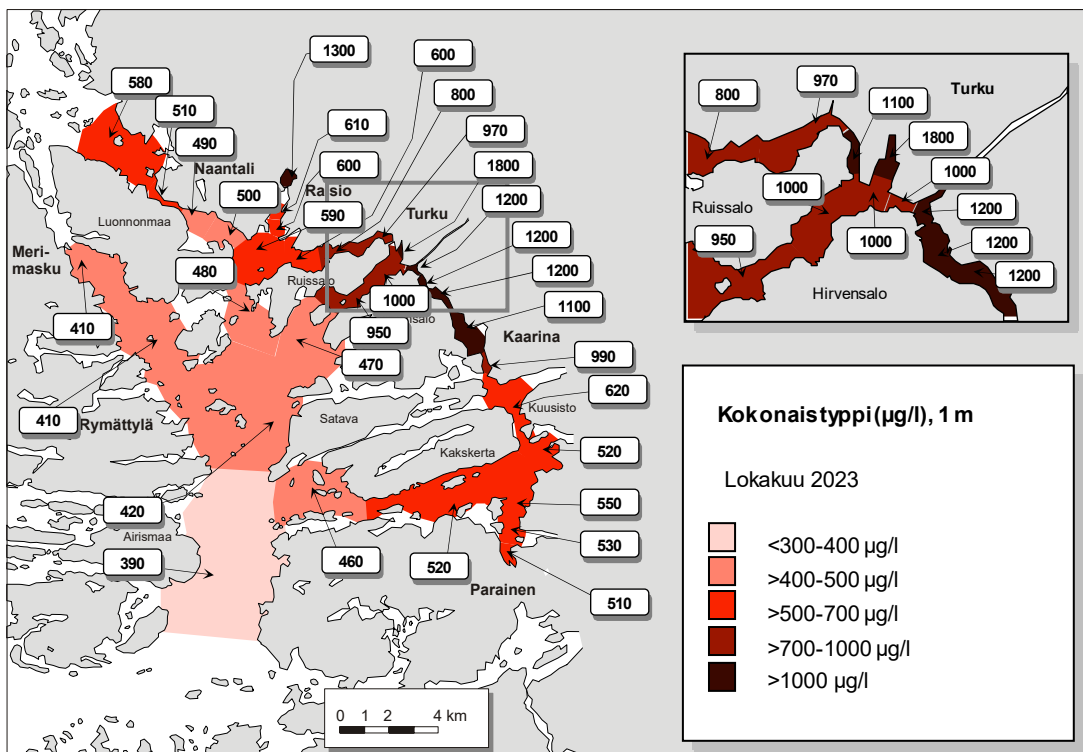 1300
600
580
800
510
610
970
490
Naantali
600
1800
500
Raisio
590
Turku
1200
Luonnonmaa
1200
Meri-
masku
480
Ruissalo
1200
1000
1100
410
950
470
Kaarina
990
410
Rymättylä
Satava
620
Kuusisto
Kakskerta
520
420
550
Airismaa
530
390
460
520
Parainen
510
0 1 2 4 km
970
Turku
800
1100
1800
1000
Ruissalo
1200
950
1000
1200
1200
Hirvensalo
Kokonaistyppi (µg/l), 1 m
Lokakuu 2023
<300-400 µg/l
>400-500 µg/l
>500-700 µg/l
>700-1000 µg/l
>1000 µg/l